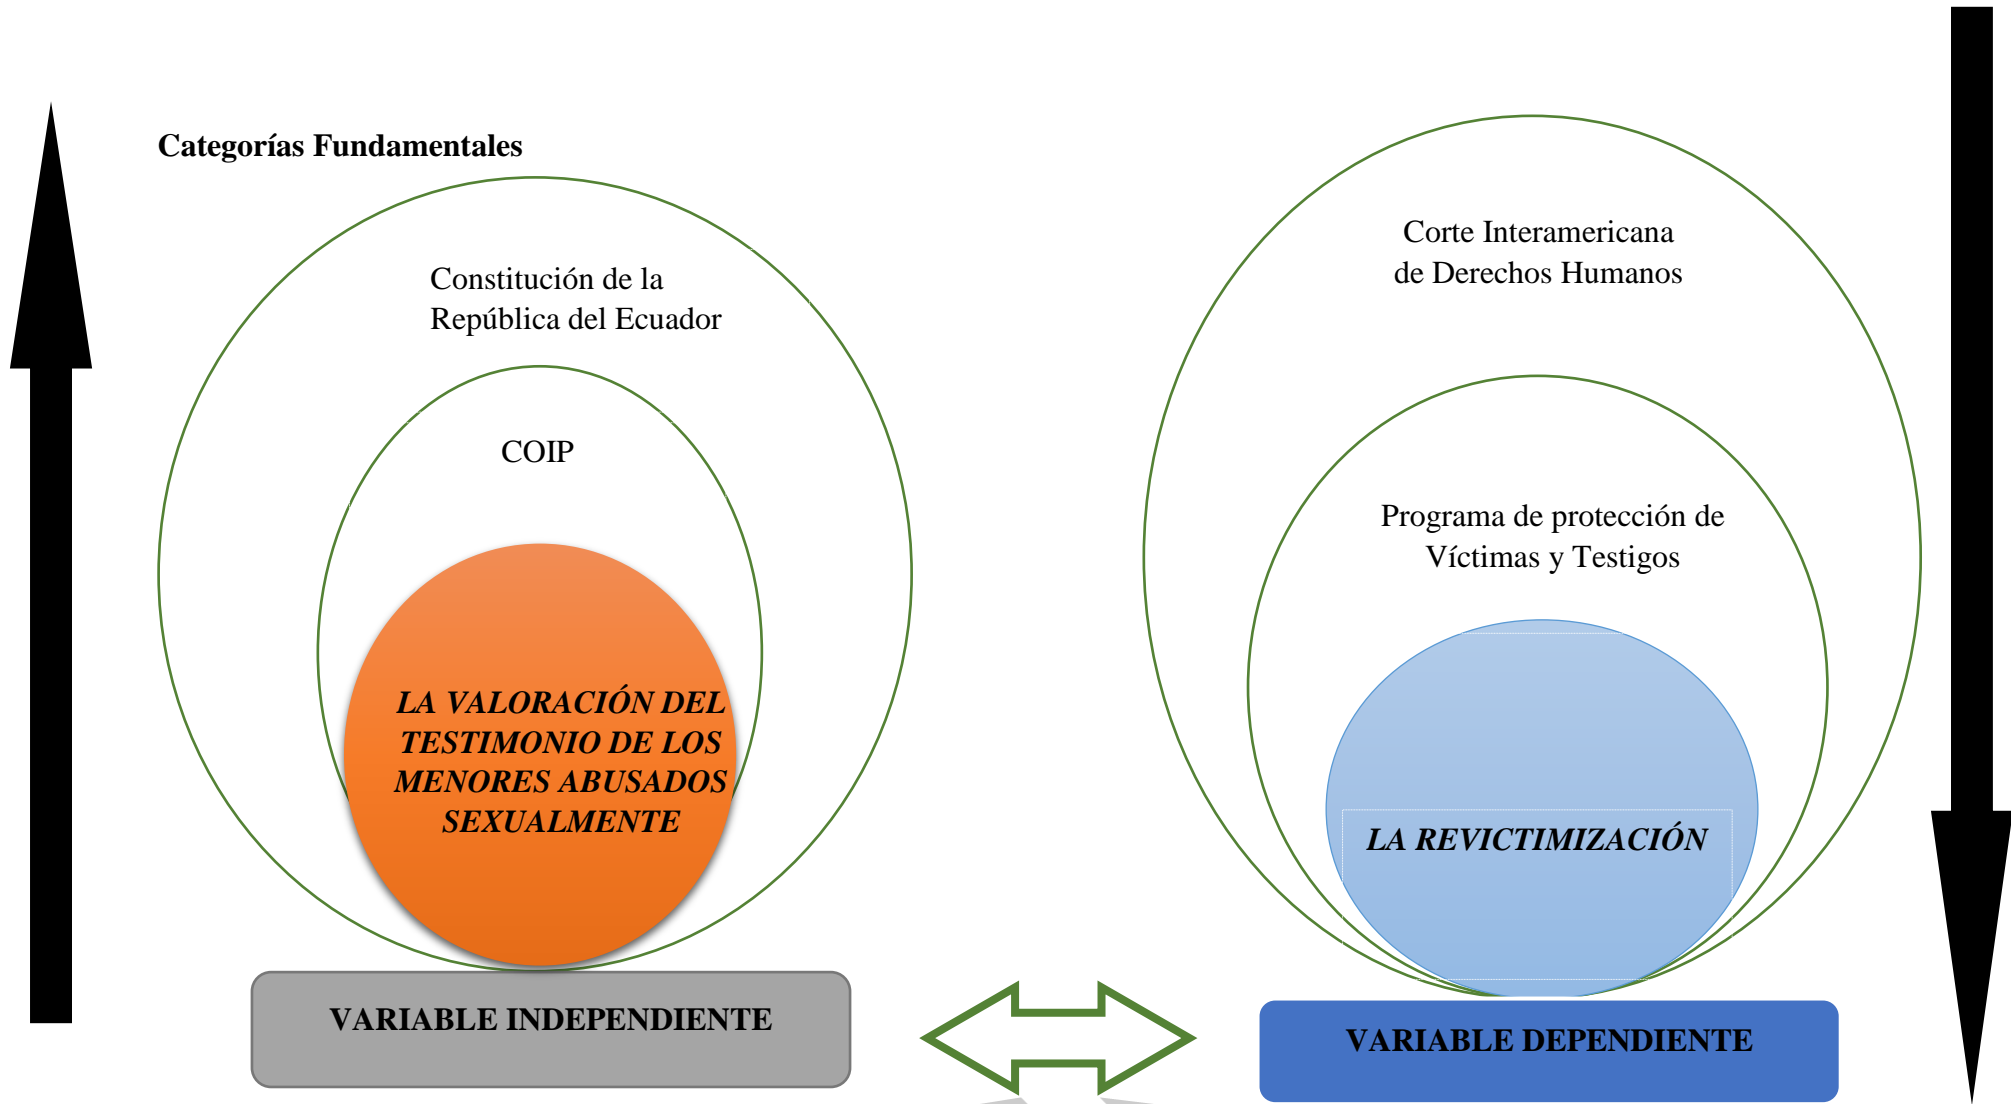 Categorías Fundamentales
Constitución de la
República del Ecuador
COIP
LA VALORACIÓN DEL
TESTIMONIO DE LOS
MENORES ABUSADOS
SEXUALMENTE
VARIABLE INDEPENDIENTE
Corte Interamericana
de Derechos Humanos
Programa de protección de
Víctimas y Testigos
LA REVICTIMIZACIÓN
VARIABLE DEPENDIENTE